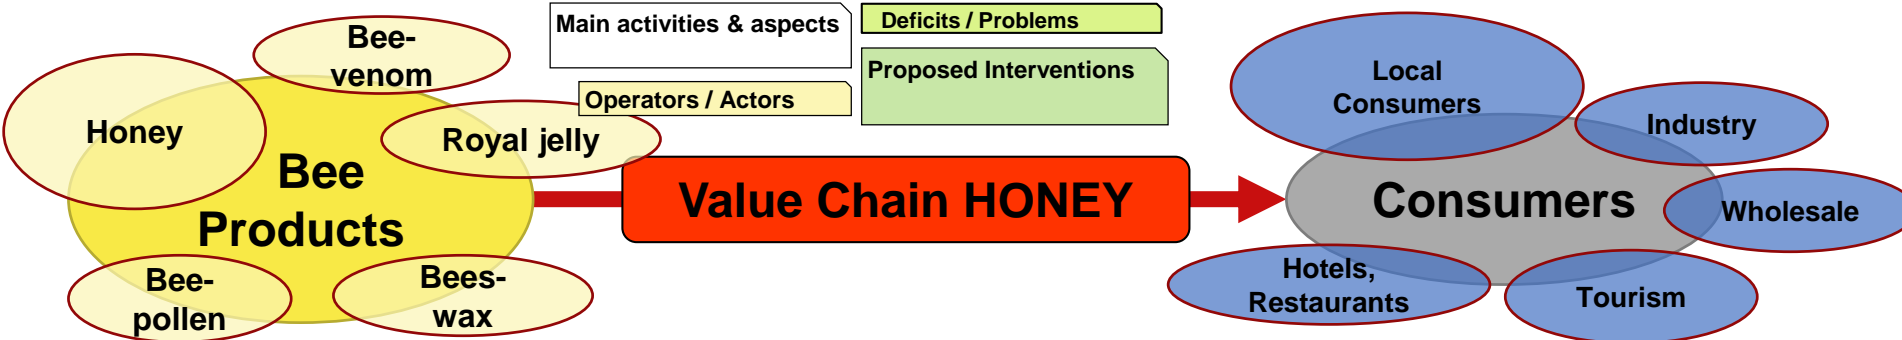 Bee-
venom
Honey
Royal jelly
Bee
Products
Bee-
pollen
Bees-
wax
Main activities & aspects
Operators / Actors
Deficits / Problems
Proposed Interventions
Value Chain HONEY
Local
Consumers
Industry
Consumers
Wholesale
Hotels,
Restaurants
Tourism